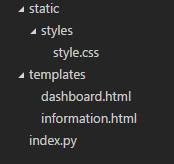 static
styles
style.css
templates
dashboard.html
information.html
index.py